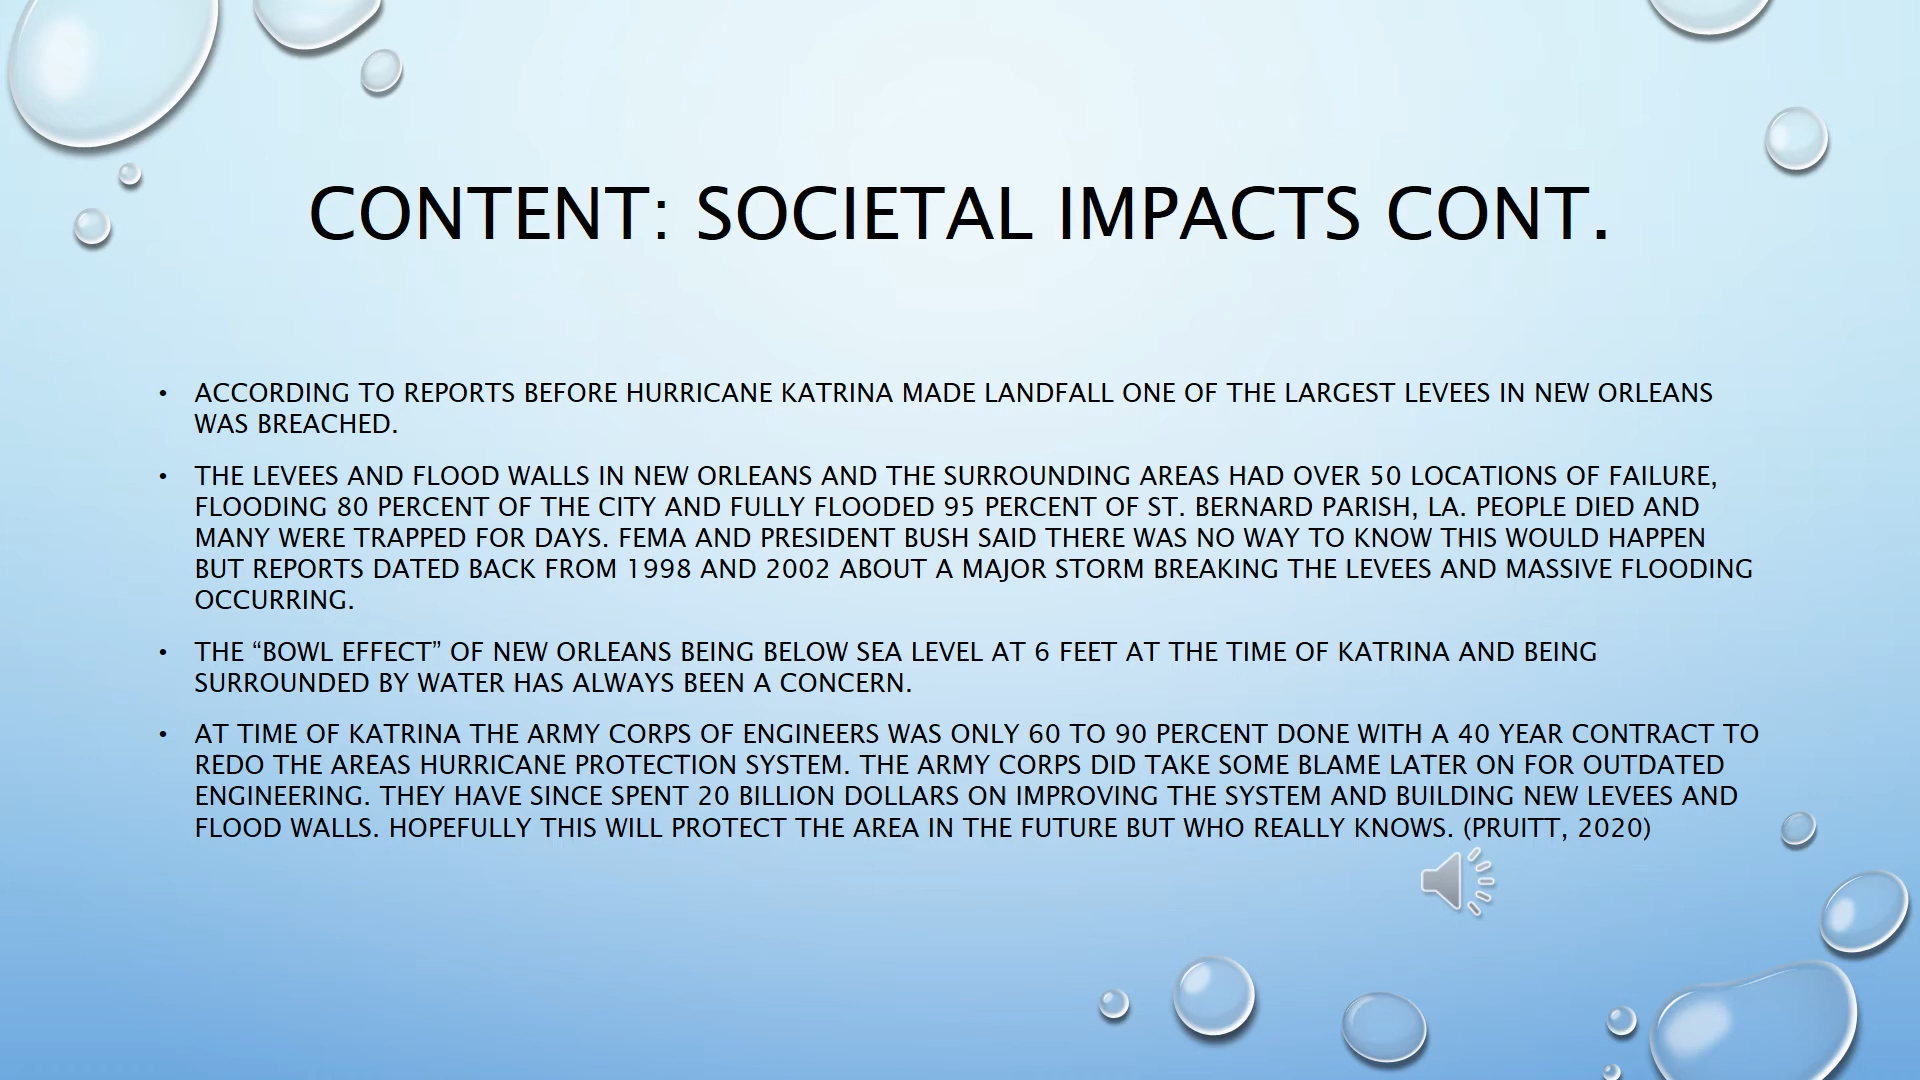 CONTENT: SOCIETAL IMPACTS CONT.
• ACCORDING TO REPORTS BEFORE HURRICANE KATRINA MADE LANDFALL ONE OF THE LARGEST LEVEES IN NEW ORLEANS
WAS BREACHED.
• THE LEVEES AND FLOOD WALLS IN NEW ORLEANS AND THE SURROUNDING AREAS HAD OVER 50 LOCATIONS OF FAILURE,
FLOODING 80 PERCENT OF THE CITY AND FULLY FLOODED 95 PERCENT OF ST. BERNARD PARISH, LA. PEOPLE DIED AND
MANY WERE TRAPPED FOR DAYS. FEMA AND PRESIDENT BUSH SAID THERE WAS NO WAY TO KNOW THIS WOULD HAPPEN
BUT REPORTS DATED BACK FROM 1998 AND 2002 ABOUT A MAJOR STORM BREAKING THE LEVEES AND MASSIVE FLOODING
OCCURRING.
• THE “BOWL EFFECT” OF NEW ORLEANS BEING BELOW SEA LEVEL AT 6 FEET AT THE TIME OF KATRINA AND BEING
SURROUNDED BY WATER HAS ALWAYS BEEN A CONCERN.
• AT TIME OF KATRINA THE ARMY CORPS OF ENGINEERS WAS ONLY 60 TO 90 PERCENT DONE WITH A 40 YEAR CONTRACT TO
REDO THE AREAS HURRICANE PROTECTION SYSTEM. THE ARMY CORPS DID TAKE SOME BLAME LATER ON FOR OUTDATED
ENGINEERING. THEY HAVE SINCE SPENT 20 BILLION DOLLARS ON IMPROVING THE SYSTEM AND BUILDING NEW LEVEES AND
FLOOD WALLS. HOPEFULLY THIS WILL PROTECT THE AREA IN THE FUTURE BUT WHO REALLY KNOWS. (PRUITT, 2020)